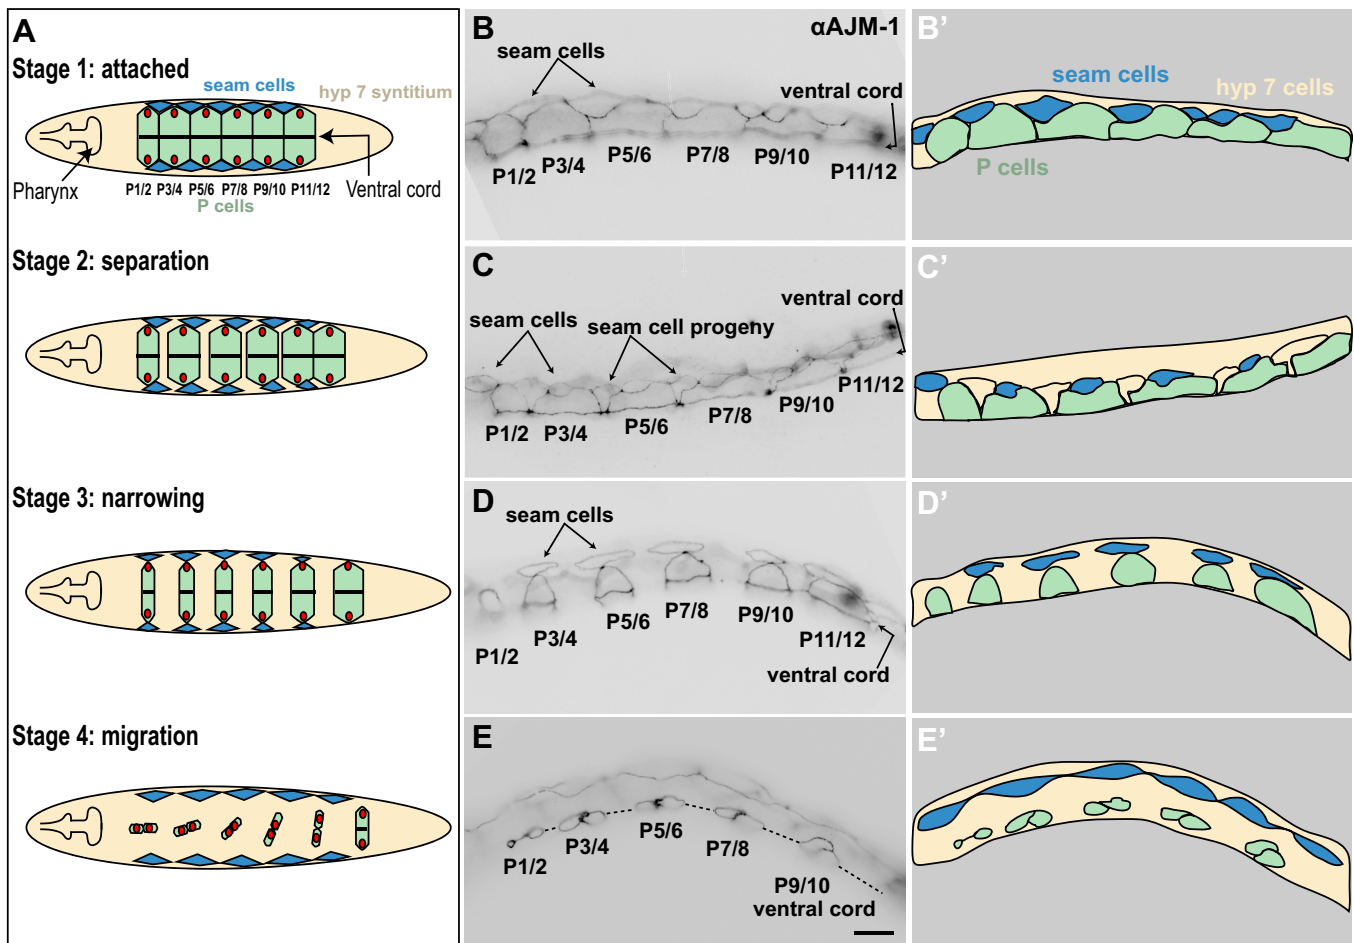 A
Stage 1: attached
seam cells
hyp 7 syntitium
Pharynx
P1/2 P3/4 P5/6 P7/8 P9/10 P11/12
P cells
Ventral cord
Stage 2: separation
Stage 3: narrowing
Stage 4: migration
B
αAJM-1
seam cells
ventral cord
P1/2
P3/4
P5/6
P7/8
P9/10
P11/12
B’
seam cells
hyp 7 cells
P cells
C
ventral cord
seam cells
seam cell progeny
P1/2
P3/4
P5/6
P7/8
P9/10
P11/12
C’
D
seam cells
P1/2
P3/4
P5/6
P7/8
P9/10
P11/12
ventral cord
D’
E
P1/2
P3/4
P5/6
P7/8
P9/10
ventral cord
E’